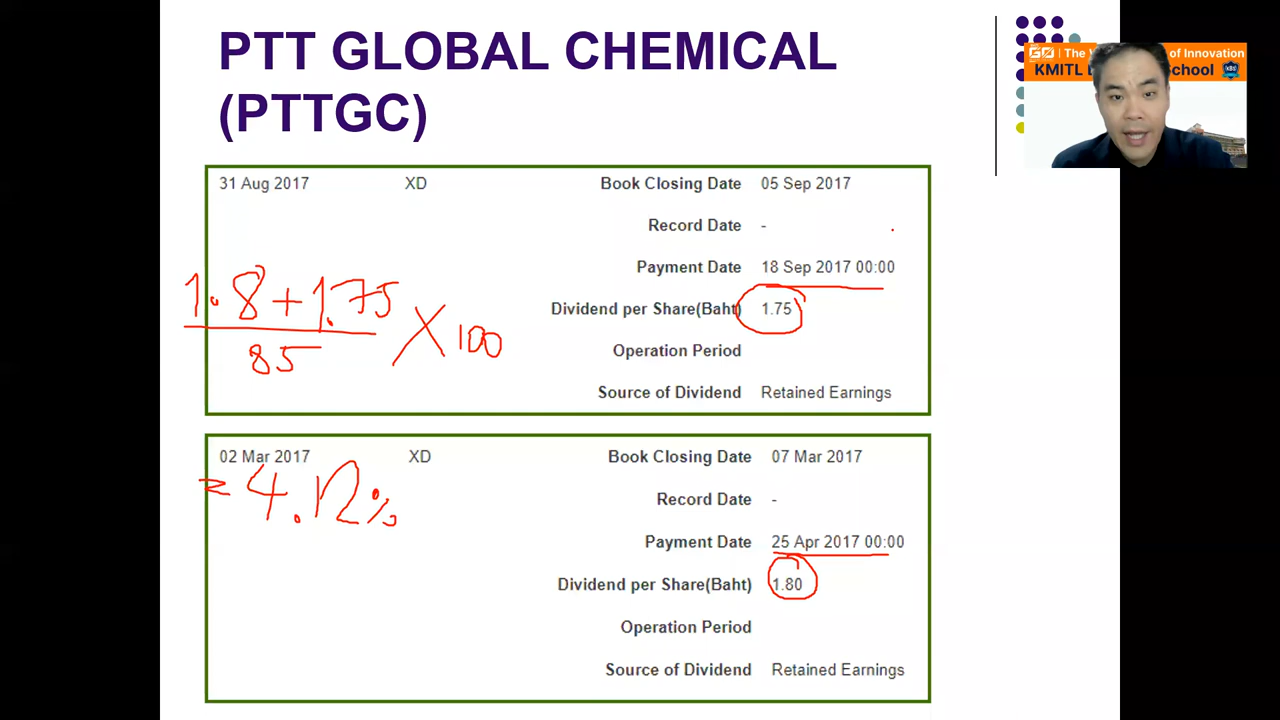 PTT GLOBAL CHEMICAL
(PTTGC)
The of Innovation
KMITL School
31 Aug 2017 XD Book Closing Date 05 Sep 2017
Record Date -
Payment Date 18 Sep 2017 00:00
Dividend per Share(Baht) 1.75
Operation Period
Source of Dividend Retained Earnings
1.8+1.75
85
X 100
02 Mar 2017 XD Book Closing Date 07 Mar 2017
Record Date -
Payment Date 25 Apr 2017 00:00
Dividend per Share(Baht) 1.80
Operation Period
Source of Dividend Retained Earnings
= 4.12%